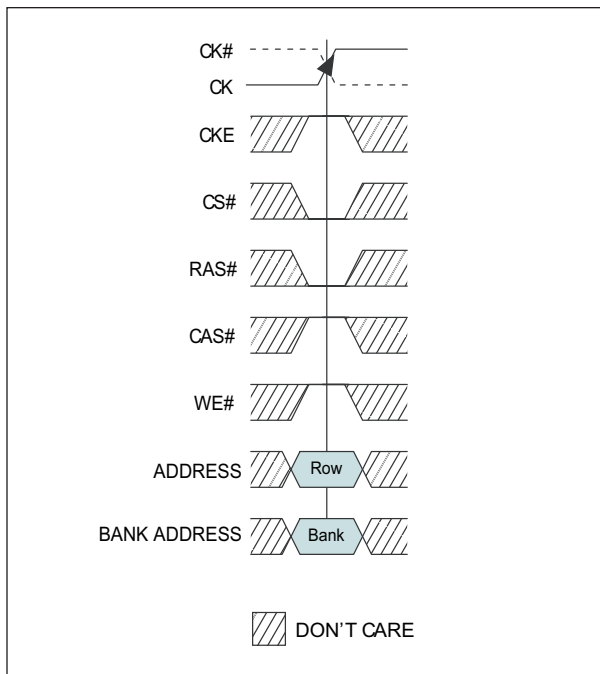 CK#
CK
CKE
CS#
RAS#
CAS#
WE#
ADDRESS
Row
BANK ADDRESS
Bank
DON'T CARE